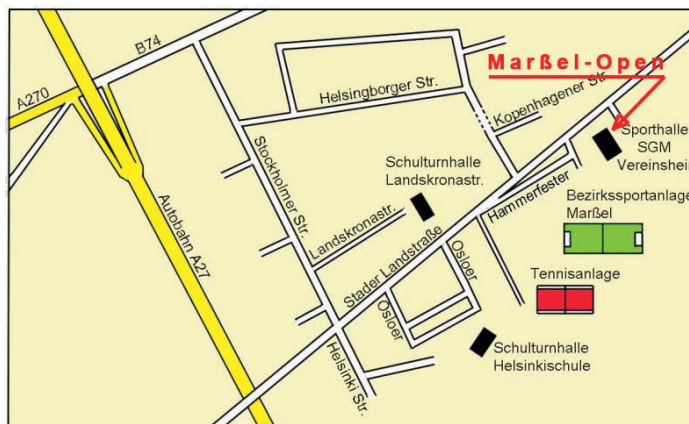 B74
A270
Marßel-Open
Helsingborger Str.
Kopenhagener Str.
Sporthalle
SGM
Vereinsheim
Stockholmer Str.
Schulturnhalle
Landskronastr.
Autobahn A27
Landskronastr.
Hammerfester
Bezirkssportanlage
Marßel
Stader Landstraße
Osloer
Osloer
Tennisanlage
Helsinki Str.
Schulturnhalle
Helsinkischule